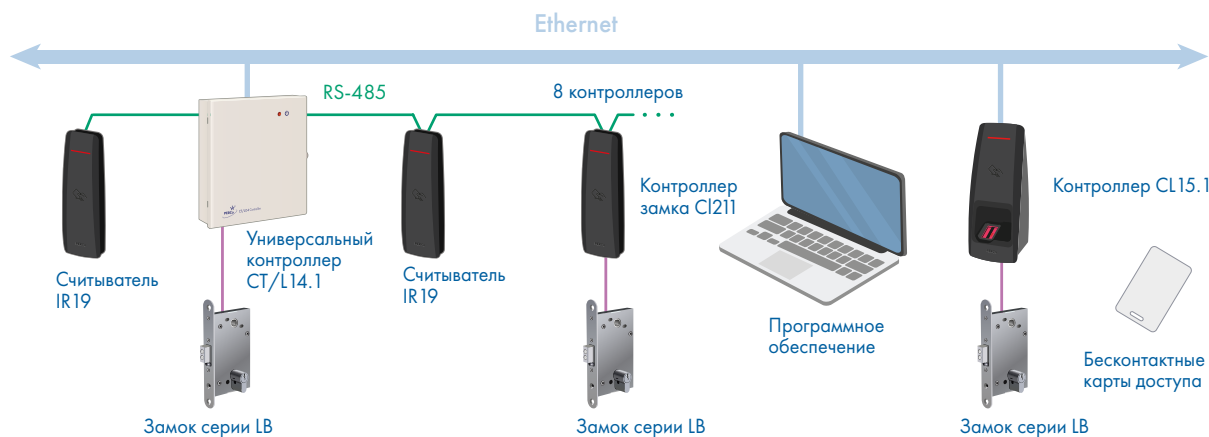 Ethernet
RS-485
8 контроллеров
Считыватель
IR19
Универсальный
контроллер
CT/L14.1
Считыватель
IR19
Контроллер
замка Cl211
Программное
обеспечение
Контроллер CL15.1
Бесконтактные
карты доступа
Замок серии LB
Замок серии LB
Замок серии LB